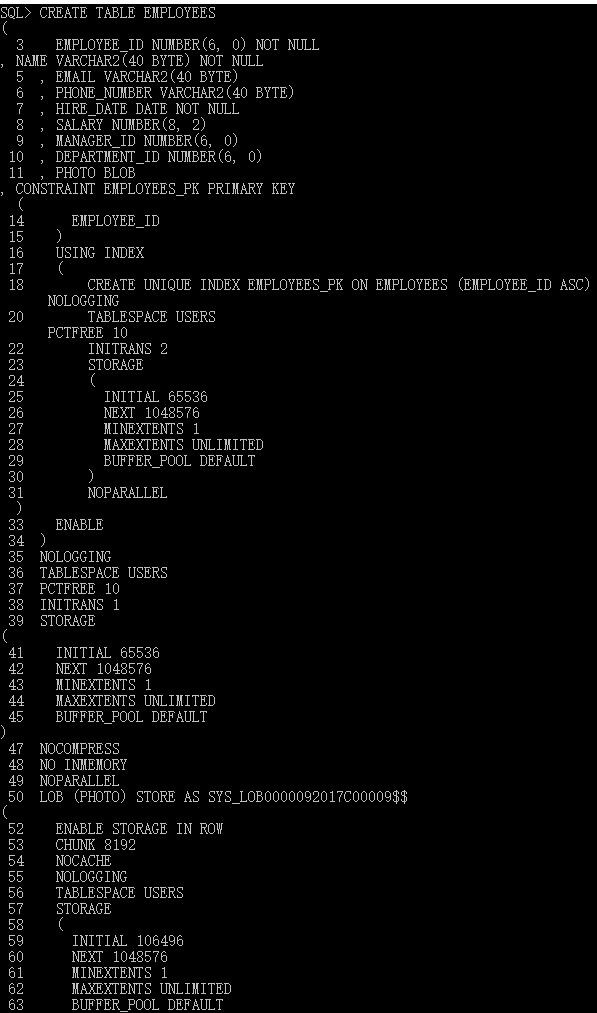 SQL> CREATE TABLE EMPLOYEES
(
  3    EMPLOYEE_ID NUMBER(6, 0) NOT NULL
, NAME VARCHAR2(40 BYTE) NOT NULL
  5  , EMAIL VARCHAR2(40 BYTE)
  6  , PHONE_NUMBER VARCHAR2(40 BYTE)
  7  , HIRE_DATE DATE NOT NULL
  8  , SALARY NUMBER(8, 2)
  9  , MANAGER_ID NUMBER(6, 0)
 10  , DEPARTMENT_ID NUMBER(6, 0)
 11  , PHOTO BLOB
, CONSTRAINT EMPLOYEES_PK PRIMARY KEY
  (
 14      EMPLOYEE_ID
 15    )
 16    USING INDEX
 17    (
 18        CREATE UNIQUE INDEX EMPLOYEES_PK ON EMPLOYEES (EMPLOYEE_ID ASC)
      NOLOGGING
 20        TABLESPACE USERS
      PCTFREE 10
 22        INITRANS 2
 23        STORAGE
 24        (
 25          INITIAL 65536
 26          NEXT 1048576
 27          MINEXTENTS 1
 28          MAXEXTENTS UNLIMITED
 29          BUFFER_POOL DEFAULT
 30        )
 31        NOPARALLEL
  )
 33    ENABLE
 34  )
 35  NOLOGGING
 36  TABLESPACE USERS
 37  PCTFREE 10
 38  INITRANS 1
 39  STORAGE
(
 41    INITIAL 65536
 42    NEXT 1048576
 43    MINEXTENTS 1
 44    MAXEXTENTS UNLIMITED
 45    BUFFER_POOL DEFAULT
)
 47  NOCOMPRESS
 48  NO INMEMORY
 49  NOPARALLEL
 50  LOB (PHOTO) STORE AS SYS_LOB0000092017C00009$$
(
 52    ENABLE STORAGE IN ROW
 53    CHUNK 8192
 54    NOCACHE
 55    NOLOGGING
 56    TABLESPACE USERS
 57    STORAGE
 58    (
 59      INITIAL 106496
 60      NEXT 1048576
 61      MINEXTENTS 1
 62      MAXEXTENTS UNLIMITED
 63      BUFFER_POOL DEFAULT